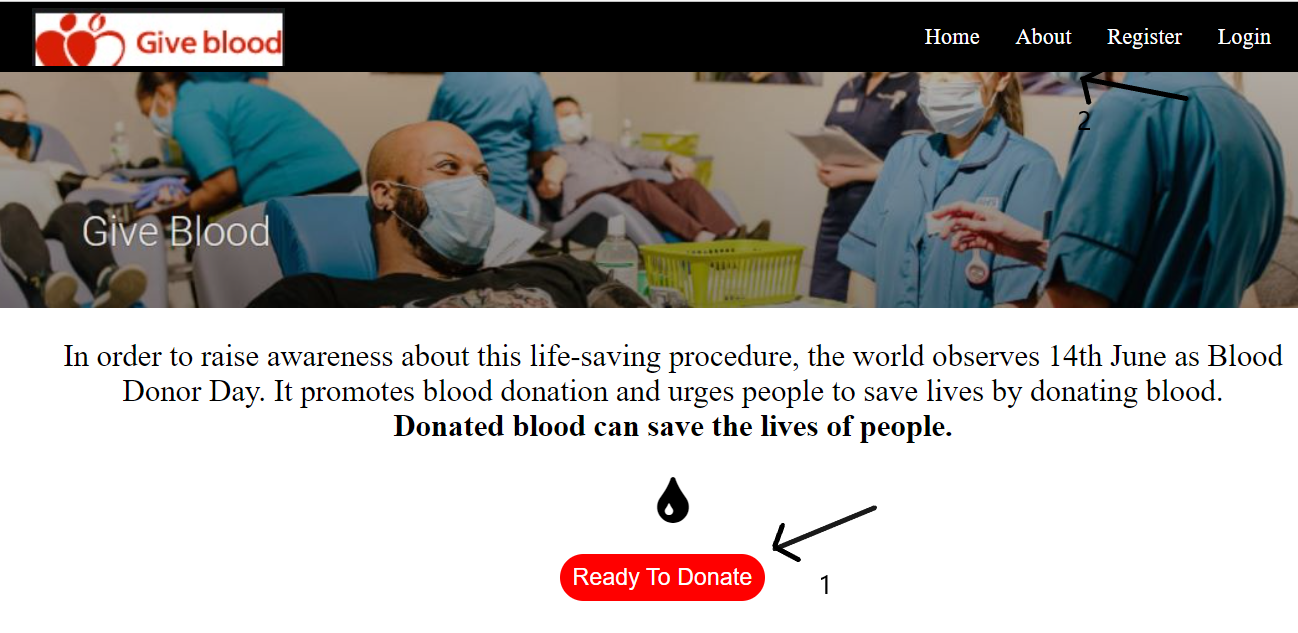 Give blood
Home About Register Login
2
Give Blood
In order to raise awareness about this life-saving procedure, the world observes 14th June as Blood
Donor Day. It promotes blood donation and urges people to save lives by donating blood.
Donated blood can save the lives of people.
Ready To Donate
1